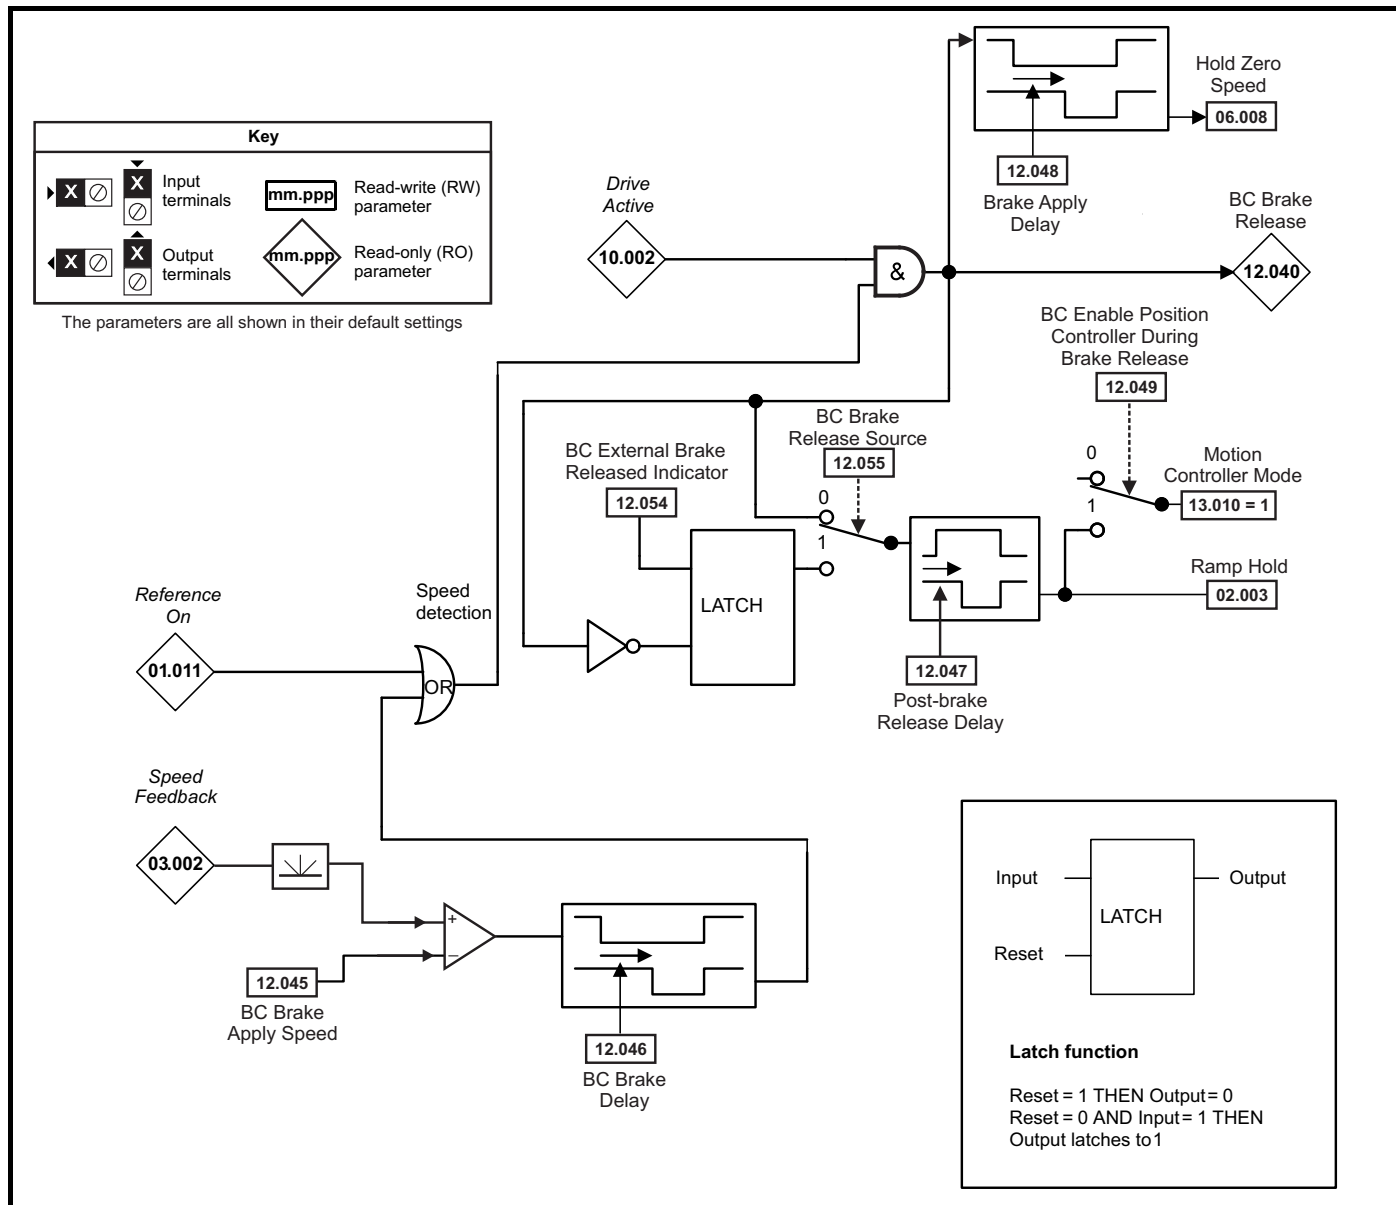 Key
X
X
Input
terminals
mm.ppp
Read-write (RW)
parameter
X
X
Output
terminals
mm.ppp
Read-only (RO)
parameter
The parameters are all shown in their default settings
Hold Zero
Speed
06.008
12.048
Brake Apply
Delay
Drive
Active
10.002
&
BC Brake
Release
12.040
BC Enable Position
Controller During
Brake Release
12.049
0
1
Motion
Controller Mode
13.010 = 1
Ramp Hold
02.003
BC Brake
Release Source
12.055
0
1
BC External Brake
Released Indicator
12.054
LATCH
12.047
Post-brake
Release Delay
Reference
On
01.011
Speed
detection
OR
Speed
Feedback
03.002
+
–
12.045
BC Brake
Apply Speed
12.046
BC Brake
Delay
Input
Output
LATCH
Reset
Latch function
Reset = 1 THEN Output = 0
Reset = 0 AND Input = 1 THEN
Output latches to 1